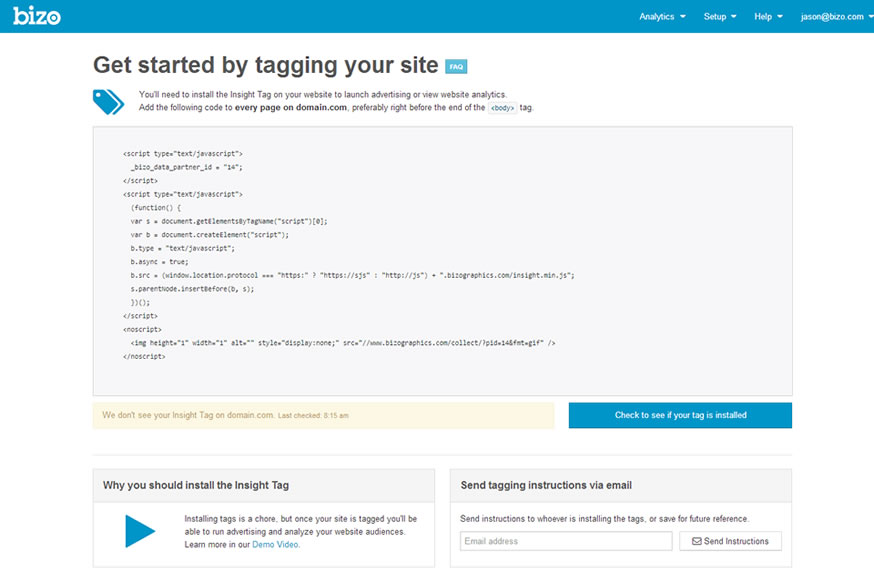 bizo
Analytics Setup Help jason@bizo.com
Get started by tagging your site FAQ
You'll need to install the Insight Tag on your website to launch advertising or view website analytics.
Add the following code to every page on domain.com, preferably right before the end of the <body> tag.
<script type="text/javascript">
_bizo_data_partner_id = "14";
</script>
<script type="text/javascript">
(function() {
var s = document.getElementsByTagName("script")[0];
var b = document.createElement("script");
b.type = "text/javascript";
b.async = true;
b.src = (window.location.protocol === "https:" ? "https://sjs" : "http://js") + ".bizographics.com/insight.min.js";
s.parentNode.insertBefore(b, s);
})();
</script>
<noscript>
<img height="1" width="1" alt="" style="display:none;" src="//www.bizographics.com/collect/?pid=14&fmt=gif" />
</noscript>
We don't see your Insight Tag on domain.com. Last checked: 8:15 am
Check to see if your tag is installed
Why you should install the Insight Tag
Installing tags is a chore, but once your site is tagged you'll be
able to run advertising and analyze your website audiences.
Learn more in our Demo Video.
Send tagging instructions via email
Send instructions to whoever is installing the tags, or save for future reference.
Email address
Send Instructions